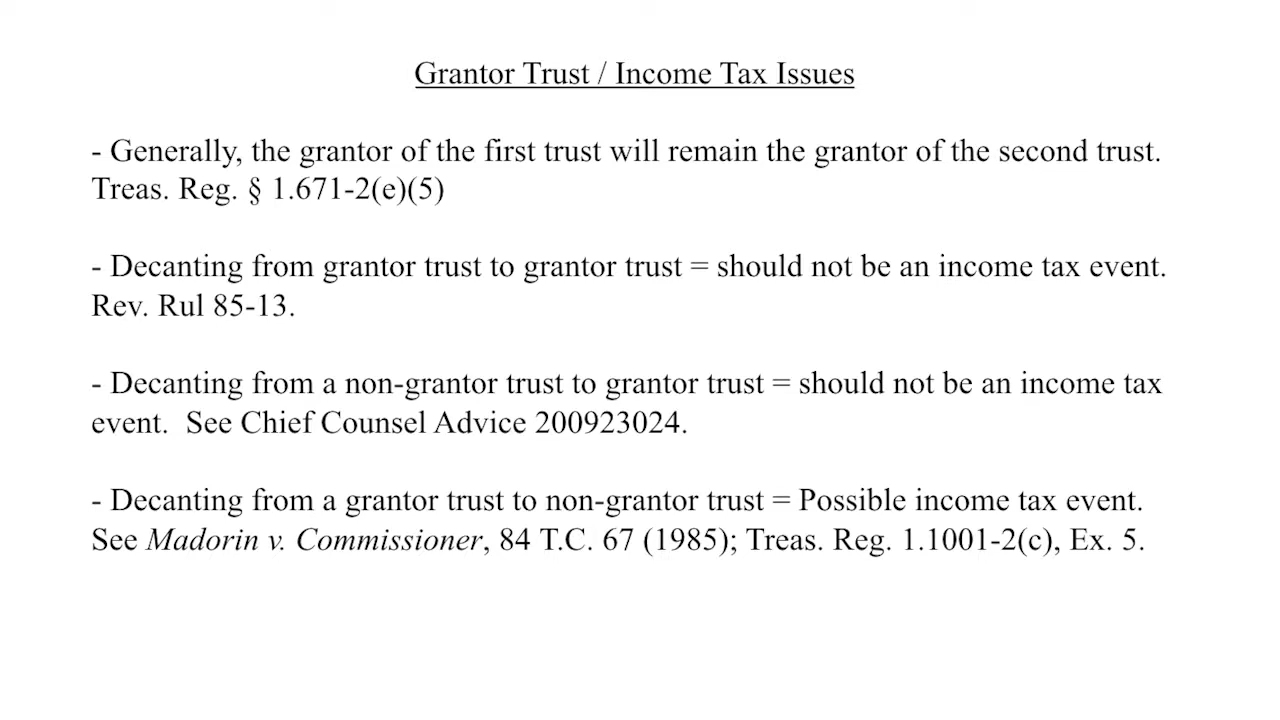 Grantor Trust / Income Tax Issues
- Generally, the grantor of the first trust will remain the grantor of the second trust.
Treas. Reg. § 1.671-2(e)(5)
- Decanting from grantor trust to grantor trust = should not be an income tax event.
Rev. Rul 85-13.
- Decanting from a non-grantor trust to grantor trust = should not be an income tax
event.  See Chief Counsel Advice 200923024.
- Decanting from a grantor trust to non-grantor trust = Possible income tax event.
See Madorin v. Commissioner, 84 T.C. 67 (1985); Treas. Reg. 1.1001-2(c), Ex. 5.